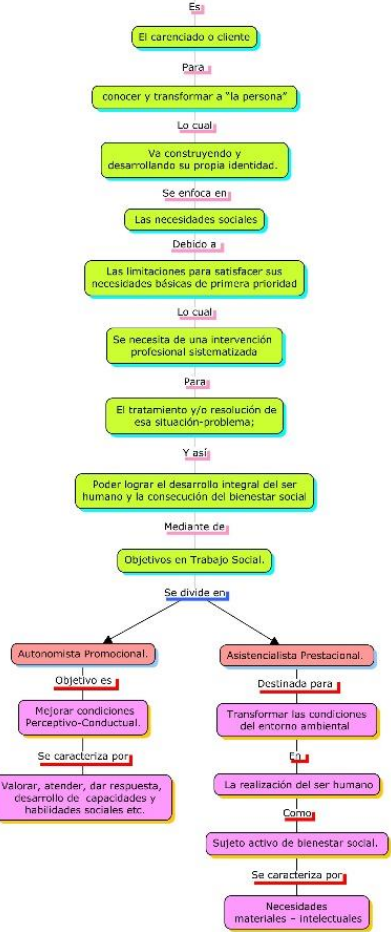 Es
El carenciado o cliente
Para
conocer y transformar a "la persona"
Lo cual
Va construyendo y
desarrollando su propia identidad.
Se enfoca en
Las necesidades sociales
Debido a
Las limitaciones para satisfacer sus
necesidades básicas de primera prioridad
Lo cual
Se necesita de una intervención
profesional sistematizada
Para
El tratamiento y/o resolución de
esa situación-problema;
Y así
Poder lograr el desarrollo integral del ser
humano y la consecución del bienestar social
Mediante de
Objetivos en Trabajo Social.
Se divide en
Autonomista Promocional.
Objetivo es
Mejorar condiciones
Perceptivo-Conductual.
Se caracteriza por
Valorar, atender, dar respuesta,
desarrollo de capacidades y
habilidades sociales etc.
Asistencialista Prestacional.
Destinada para
Transformar las condiciones
del entorno ambiental
En
La realización del ser humano
Como
Sujeto activo de bienestar social.
Se caracteriza por
Necesidades
materiales – intelectuales